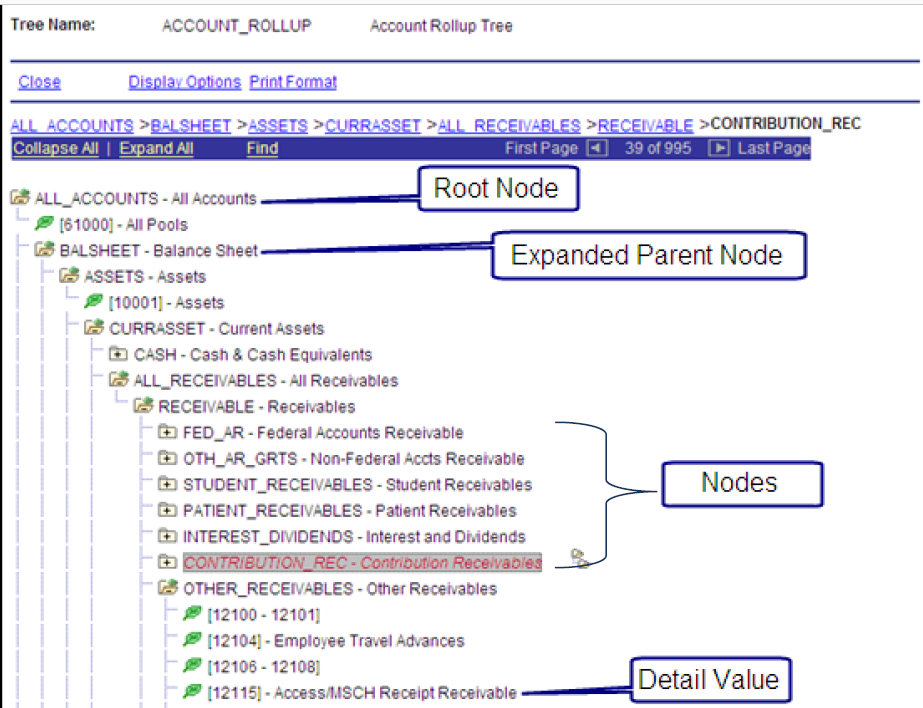 Tree Name: ACCOUNT_ROLLUP Account Rollup Tree
Close Display Options Print Format
ALL_ACCOUNTS >BALSHEET >ASSETS >CURRASSET >ALL_RECEIVABLES >RECEIVABLE >CONTRIBUTION_REC
Collapse All | Expand All Find First Page 39 of 995 Last Page
ALL_ACCOUNTS - All Accounts
Root Node
[61000] - All Pools
BALSHEET - Balance Sheet
Expanded Parent Node
ASSETS - Assets
[10001] - Assets
CURRASSET - Current Assets
CASH - Cash & Cash Equivalents
ALL_RECEIVABLES - All Receivables
RECEIVABLE - Receivables
FED_AR - Federal Accounts Receivable
OTH_AR_GRTS - Non-Federal Accts Receivable
STUDENT_RECEIVABLES - Student Receivables
Nodes
PATIENT_RECEIVABLES - Patient Receivables
INTEREST_DIVIDENDS - Interest and Dividends
CONTRIBUTION_REC - Contribution Receivables
OTHER_RECEIVABLES - Other Receivables
[12100 - 12101]
[12104] - Employee Travel Advances
[12106 - 12108]
[12115] - Access/MSCH Receipt Receivable
Detail Value